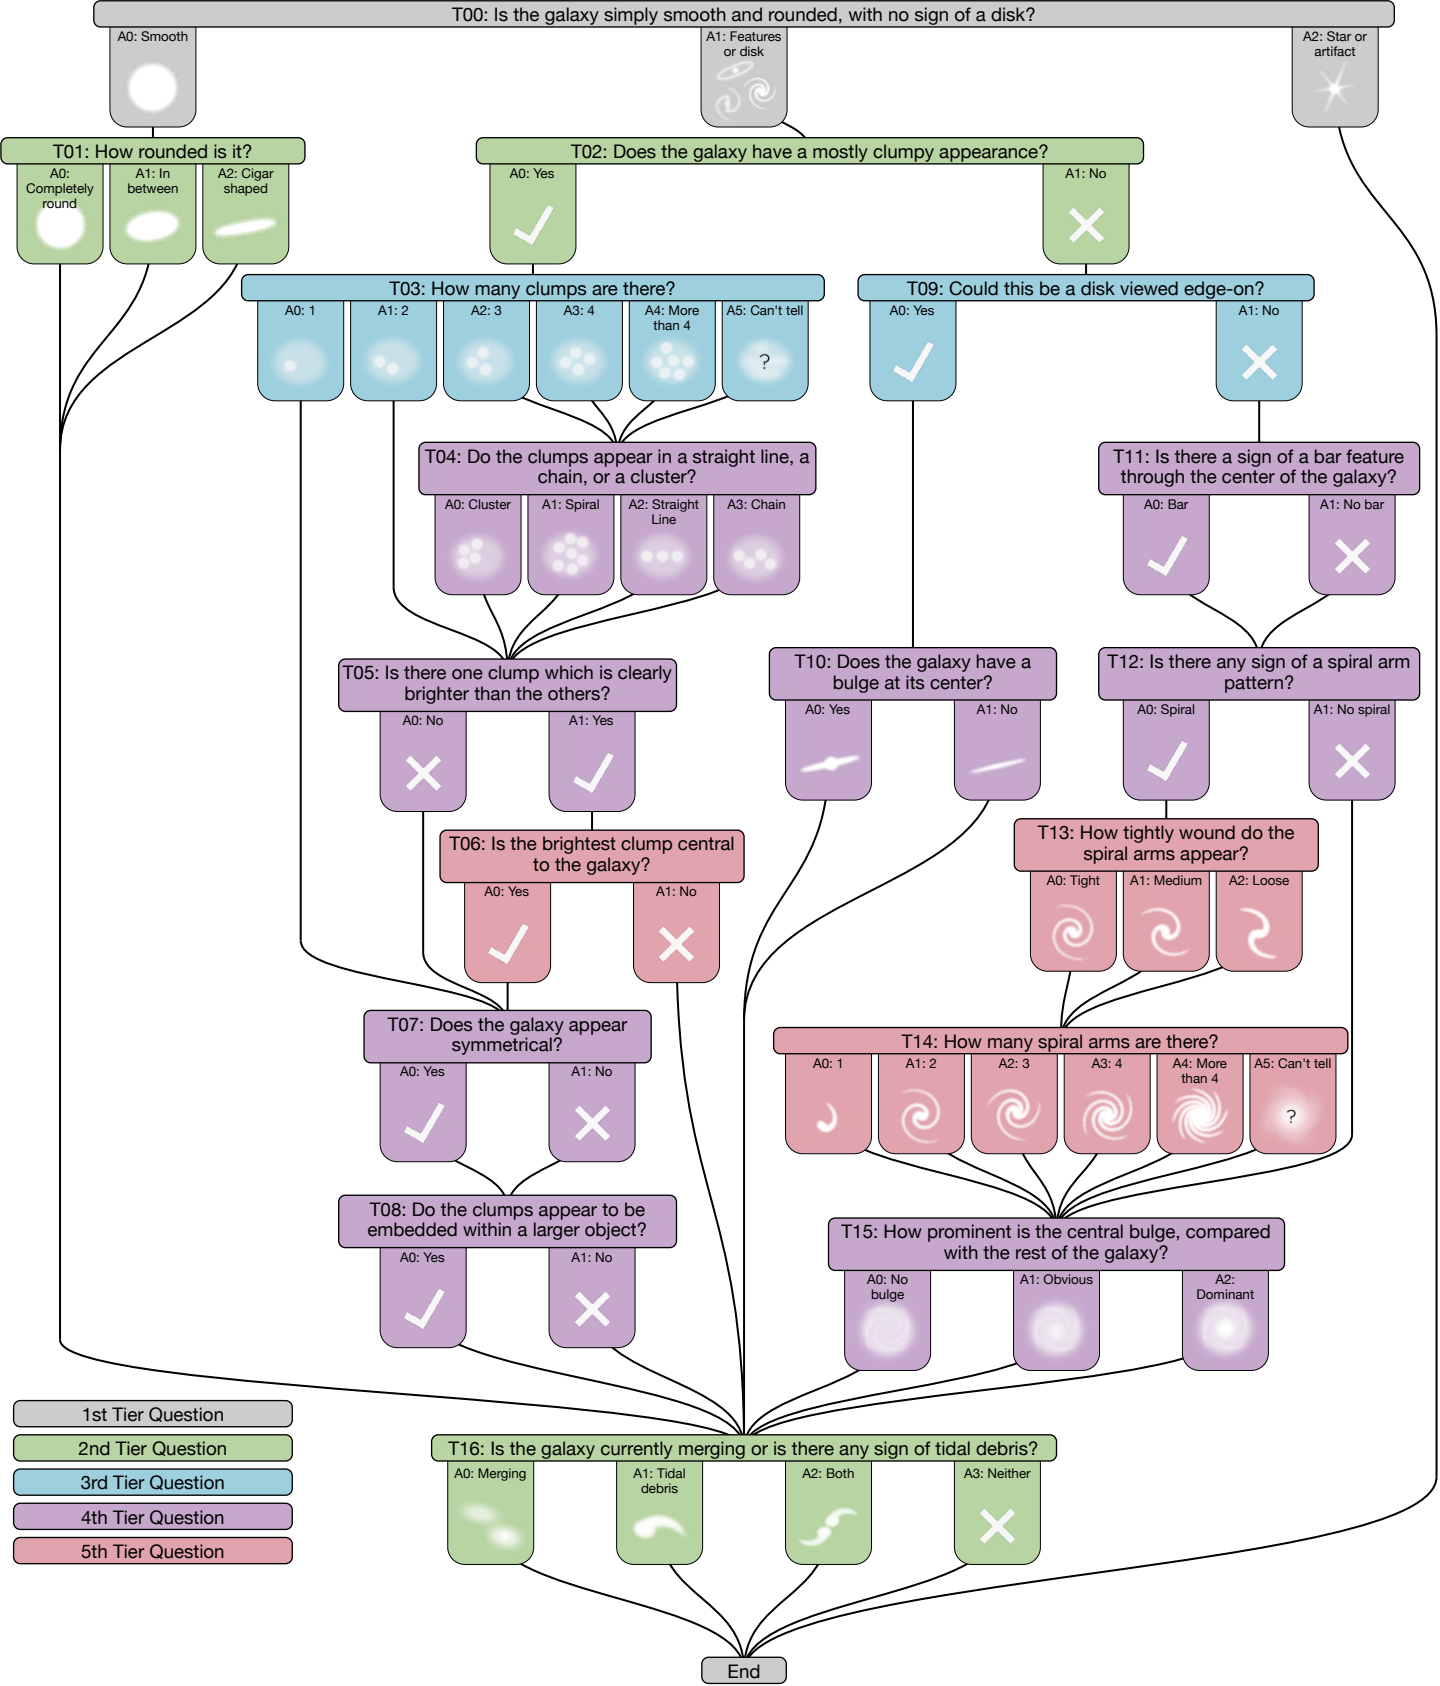 T00: Is the galaxy simply smooth and rounded, with no sign of a disk?
A0: Smooth
A1: Features
or disk
A2: Star or
artifact
T01: How rounded is it?
A0:
Completely
round
A1: In
between
A2: Cigar
shaped
T02: Does the galaxy have a mostly clumpy appearance?
A0: Yes
A1: No
T03: How many clumps are there?
A0: 1
A1: 2
A2: 3
A3: 4
A4: More
than 4
A5: Can't tell
?
T09: Could this be a disk viewed edge-on?
A0: Yes
A1: No
T04: Do the clumps appear in a straight line, a
chain, or a cluster?
A0: Cluster
A1: Spiral
A2: Straight
Line
A3: Chain
T11: Is there a sign of a bar feature
through the center of the galaxy?
A0: Bar
A1: No bar
T05: Is there one clump which is clearly
brighter than the others?
A0: No
A1: Yes
T10: Does the galaxy have a
bulge at its center?
A0: Yes
A1: No
T12: Is there any sign of a spiral arm
pattern?
A0: Spiral
A1: No spiral
T06: Is the brightest clump central
to the galaxy?
A0: Yes
A1: No
T13: How tightly wound do the
spiral arms appear?
A0: Tight
A1: Medium
A2: Loose
T07: Does the galaxy appear
symmetrical?
A0: Yes
A1: No
T14: How many spiral arms are there?
A0: 1
A1: 2
A2: 3
A3: 4
A4: More
than 4
A5: Can't tell
?
T08: Do the clumps appear to be
embedded within a larger object?
A0: Yes
A1: No
T15: How prominent is the central bulge, compared
with the rest of the galaxy?
A0: No
bulge
A1: Obvious
A2:
Dominant
1st Tier Question
2nd Tier Question
3rd Tier Question
4th Tier Question
5th Tier Question
T16: Is the galaxy currently merging or is there any sign of tidal debris?
A0: Merging
A1: Tidal
debris
A2: Both
A3: Neither
End